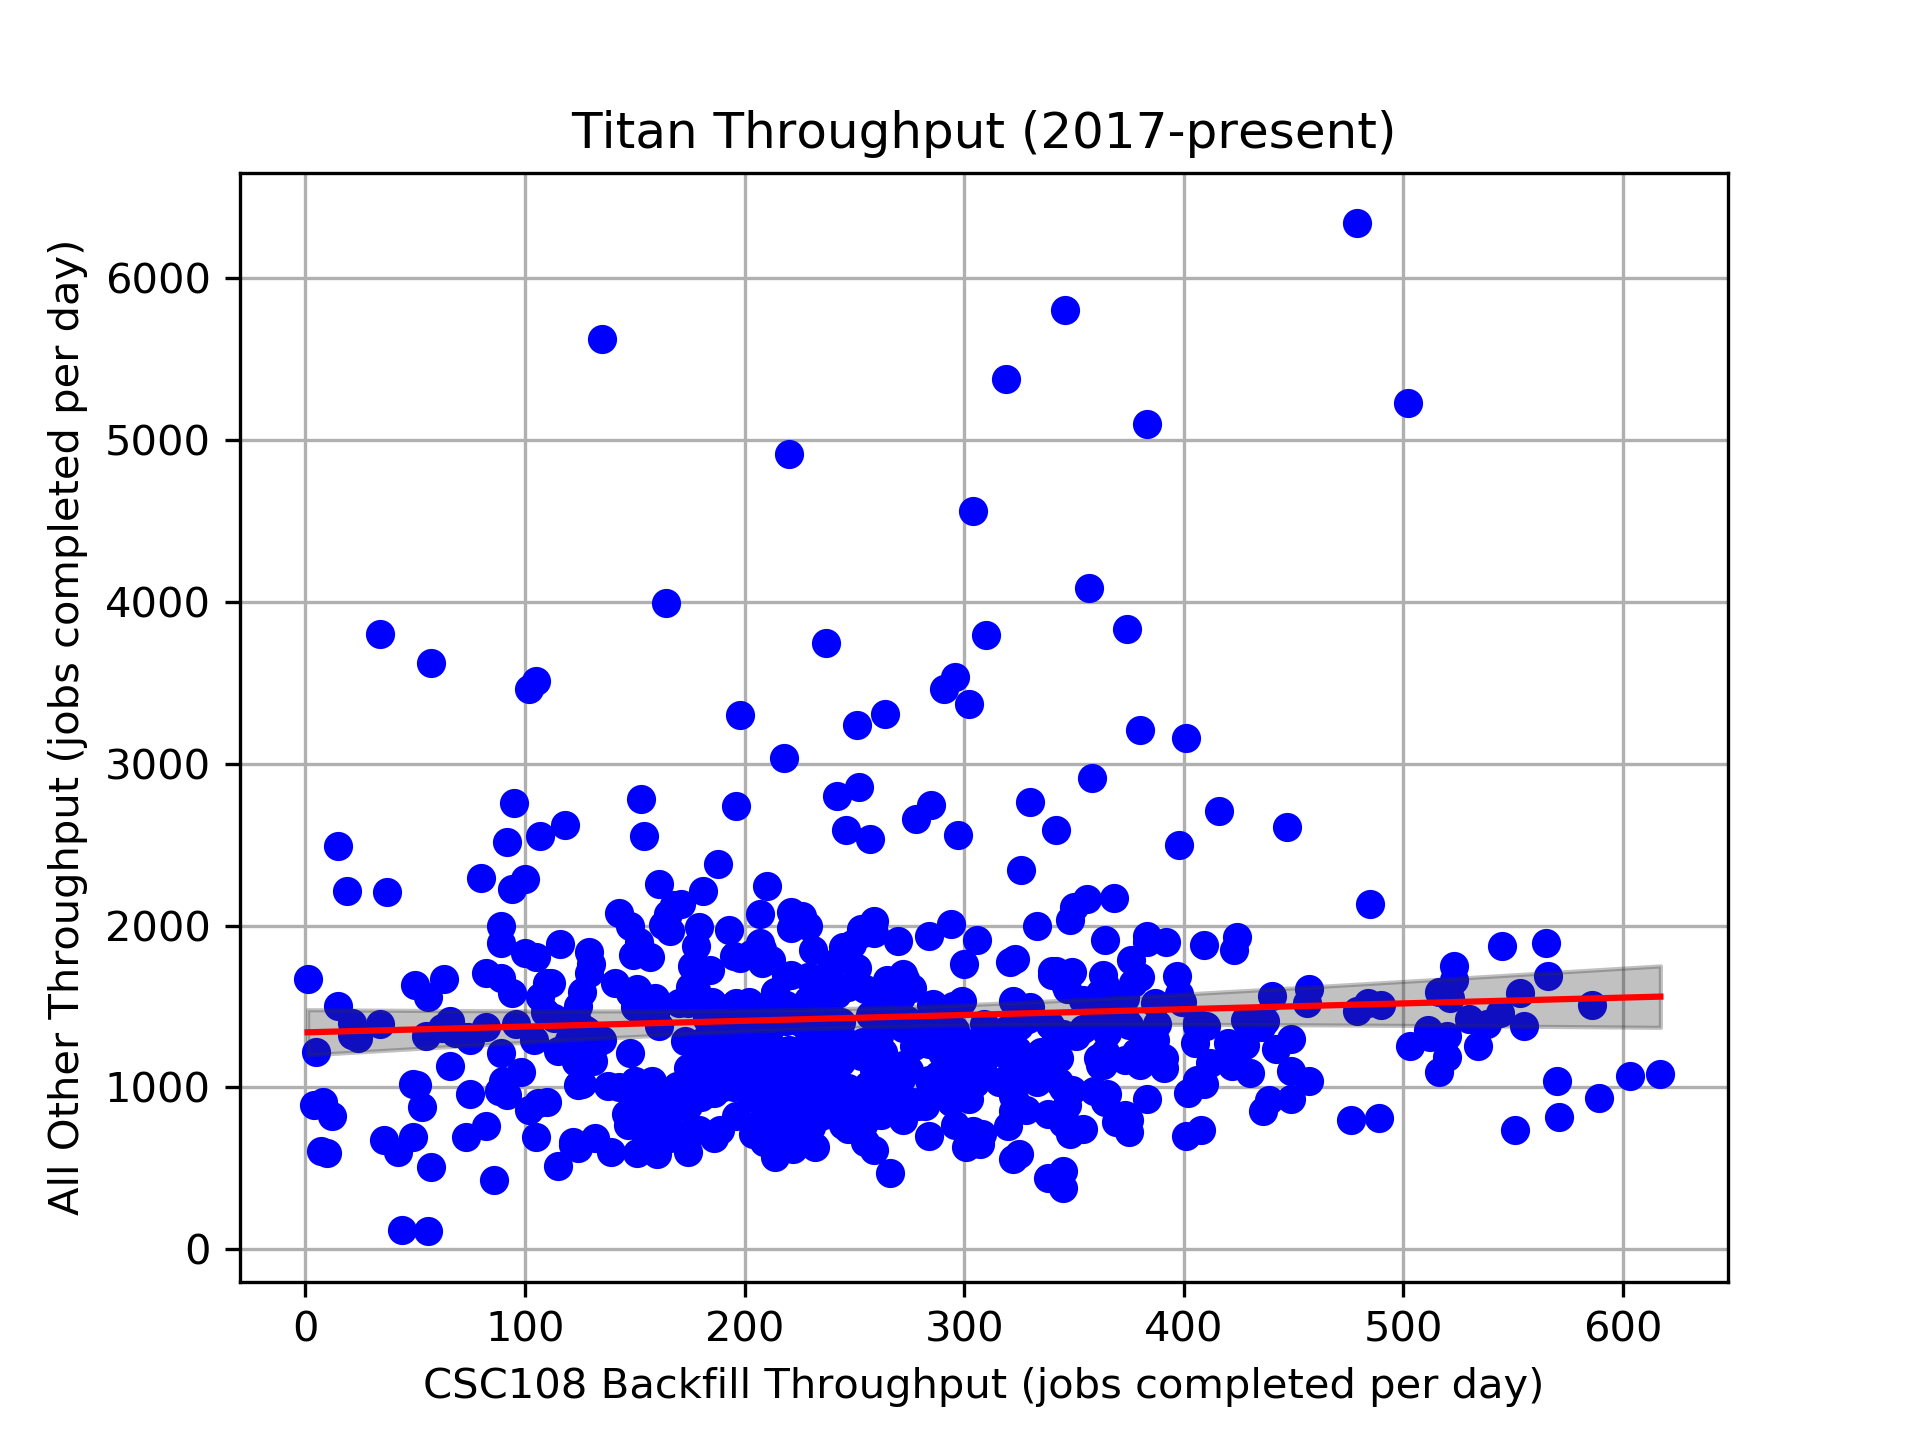 Titan Throughput (2017-present)
All Other Throughput (jobs completed per day)
6000
5000
4000
3000
2000
1000
0
0 100 200 300 400 500 600
CSC108 Backfill Throughput (jobs completed per day)